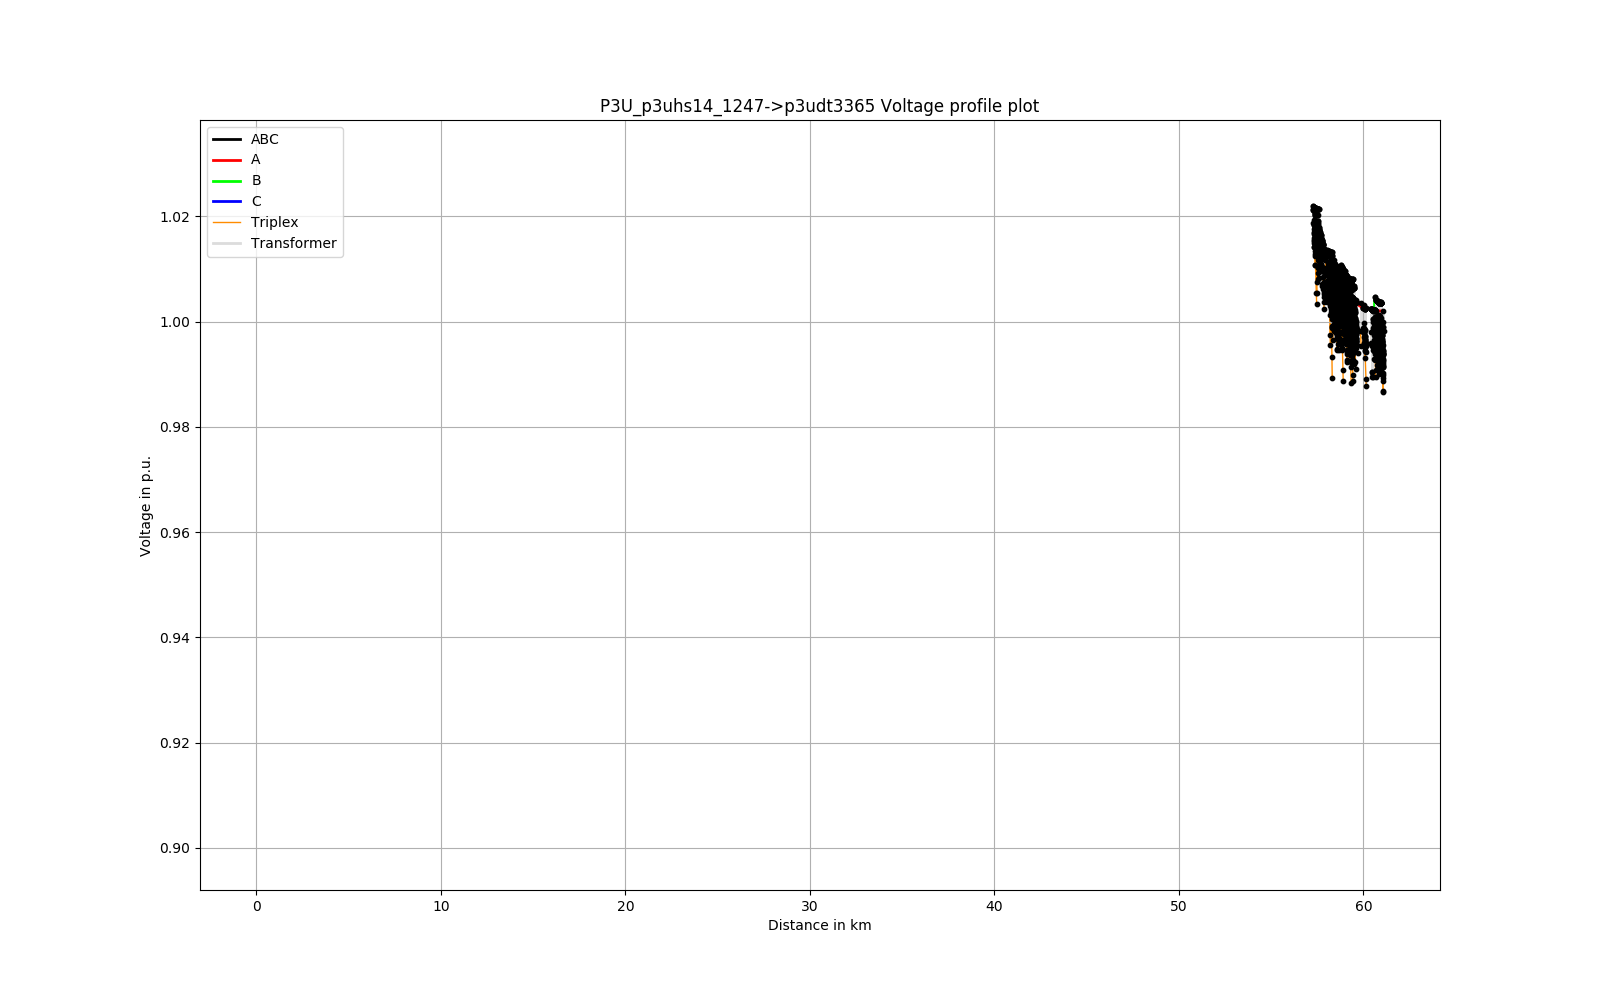 P3U_p3uhs14_1247->p3udt3365 Voltage profile plot
ABC
A
B
C
Triplex
Transformer
1.02
1.00
0.98
0.96
0.94
0.92
0.90
Voltage in p.u.
0 10 20 30 40 50 60
Distance in km